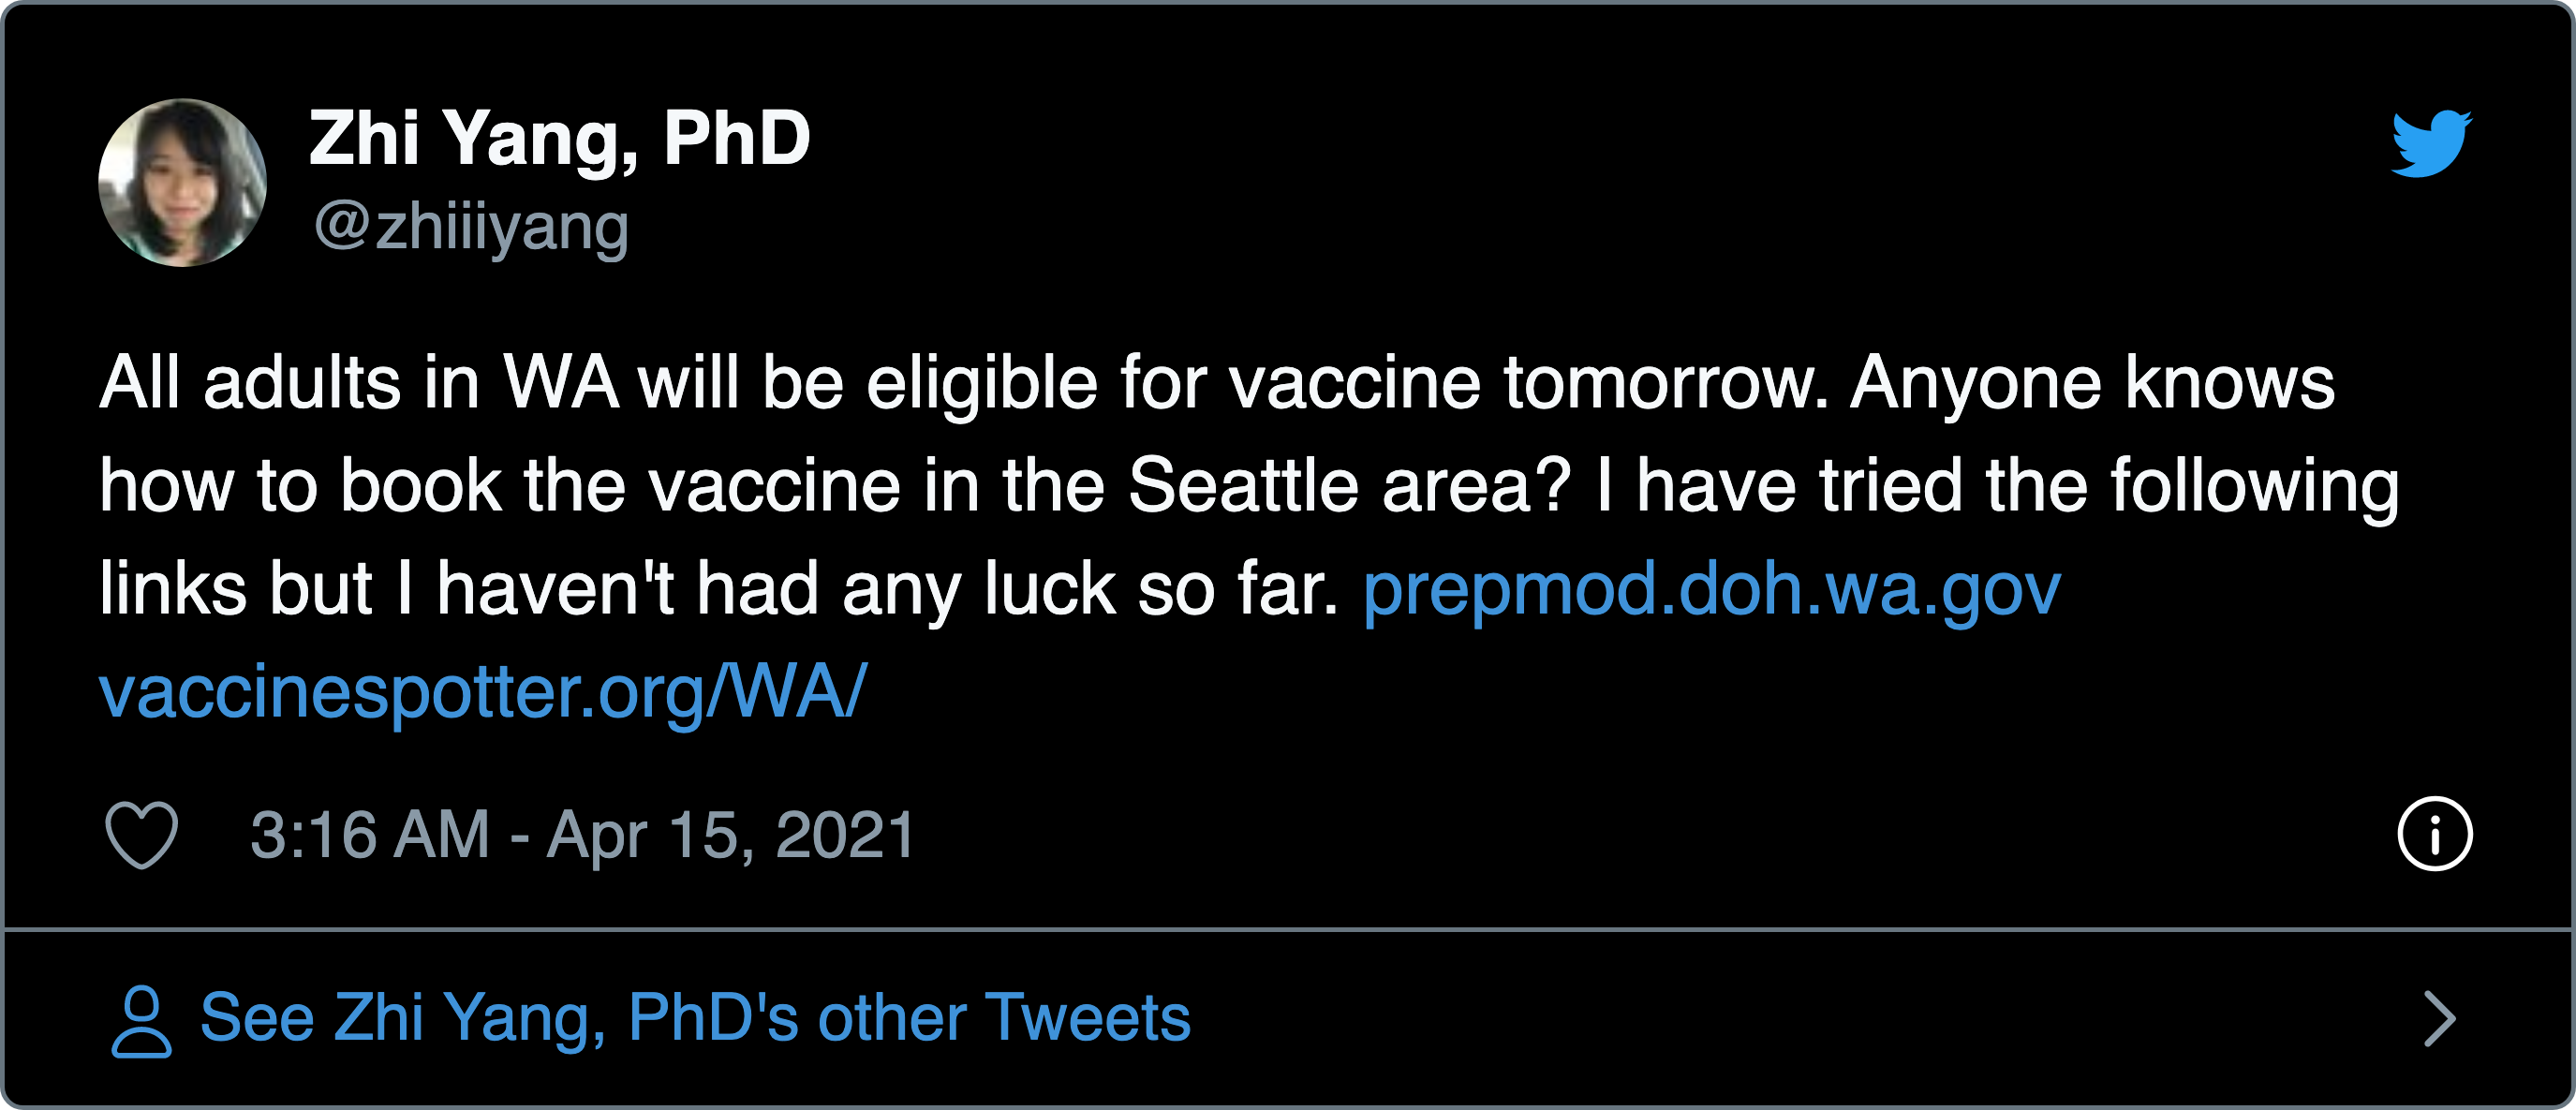 Zhi Yang, PhD
@zhiiiyang
All adults in WA will be eligible for vaccine tomorrow. Anyone knows
how to book the vaccine in the Seattle area? I have tried the following
links but I haven't had any luck so far. prepmod.doh.wa.gov
vaccinespotter.org/WA/
3:16 AM - Apr 15, 2021
See Zhi Yang, PhD's other Tweets